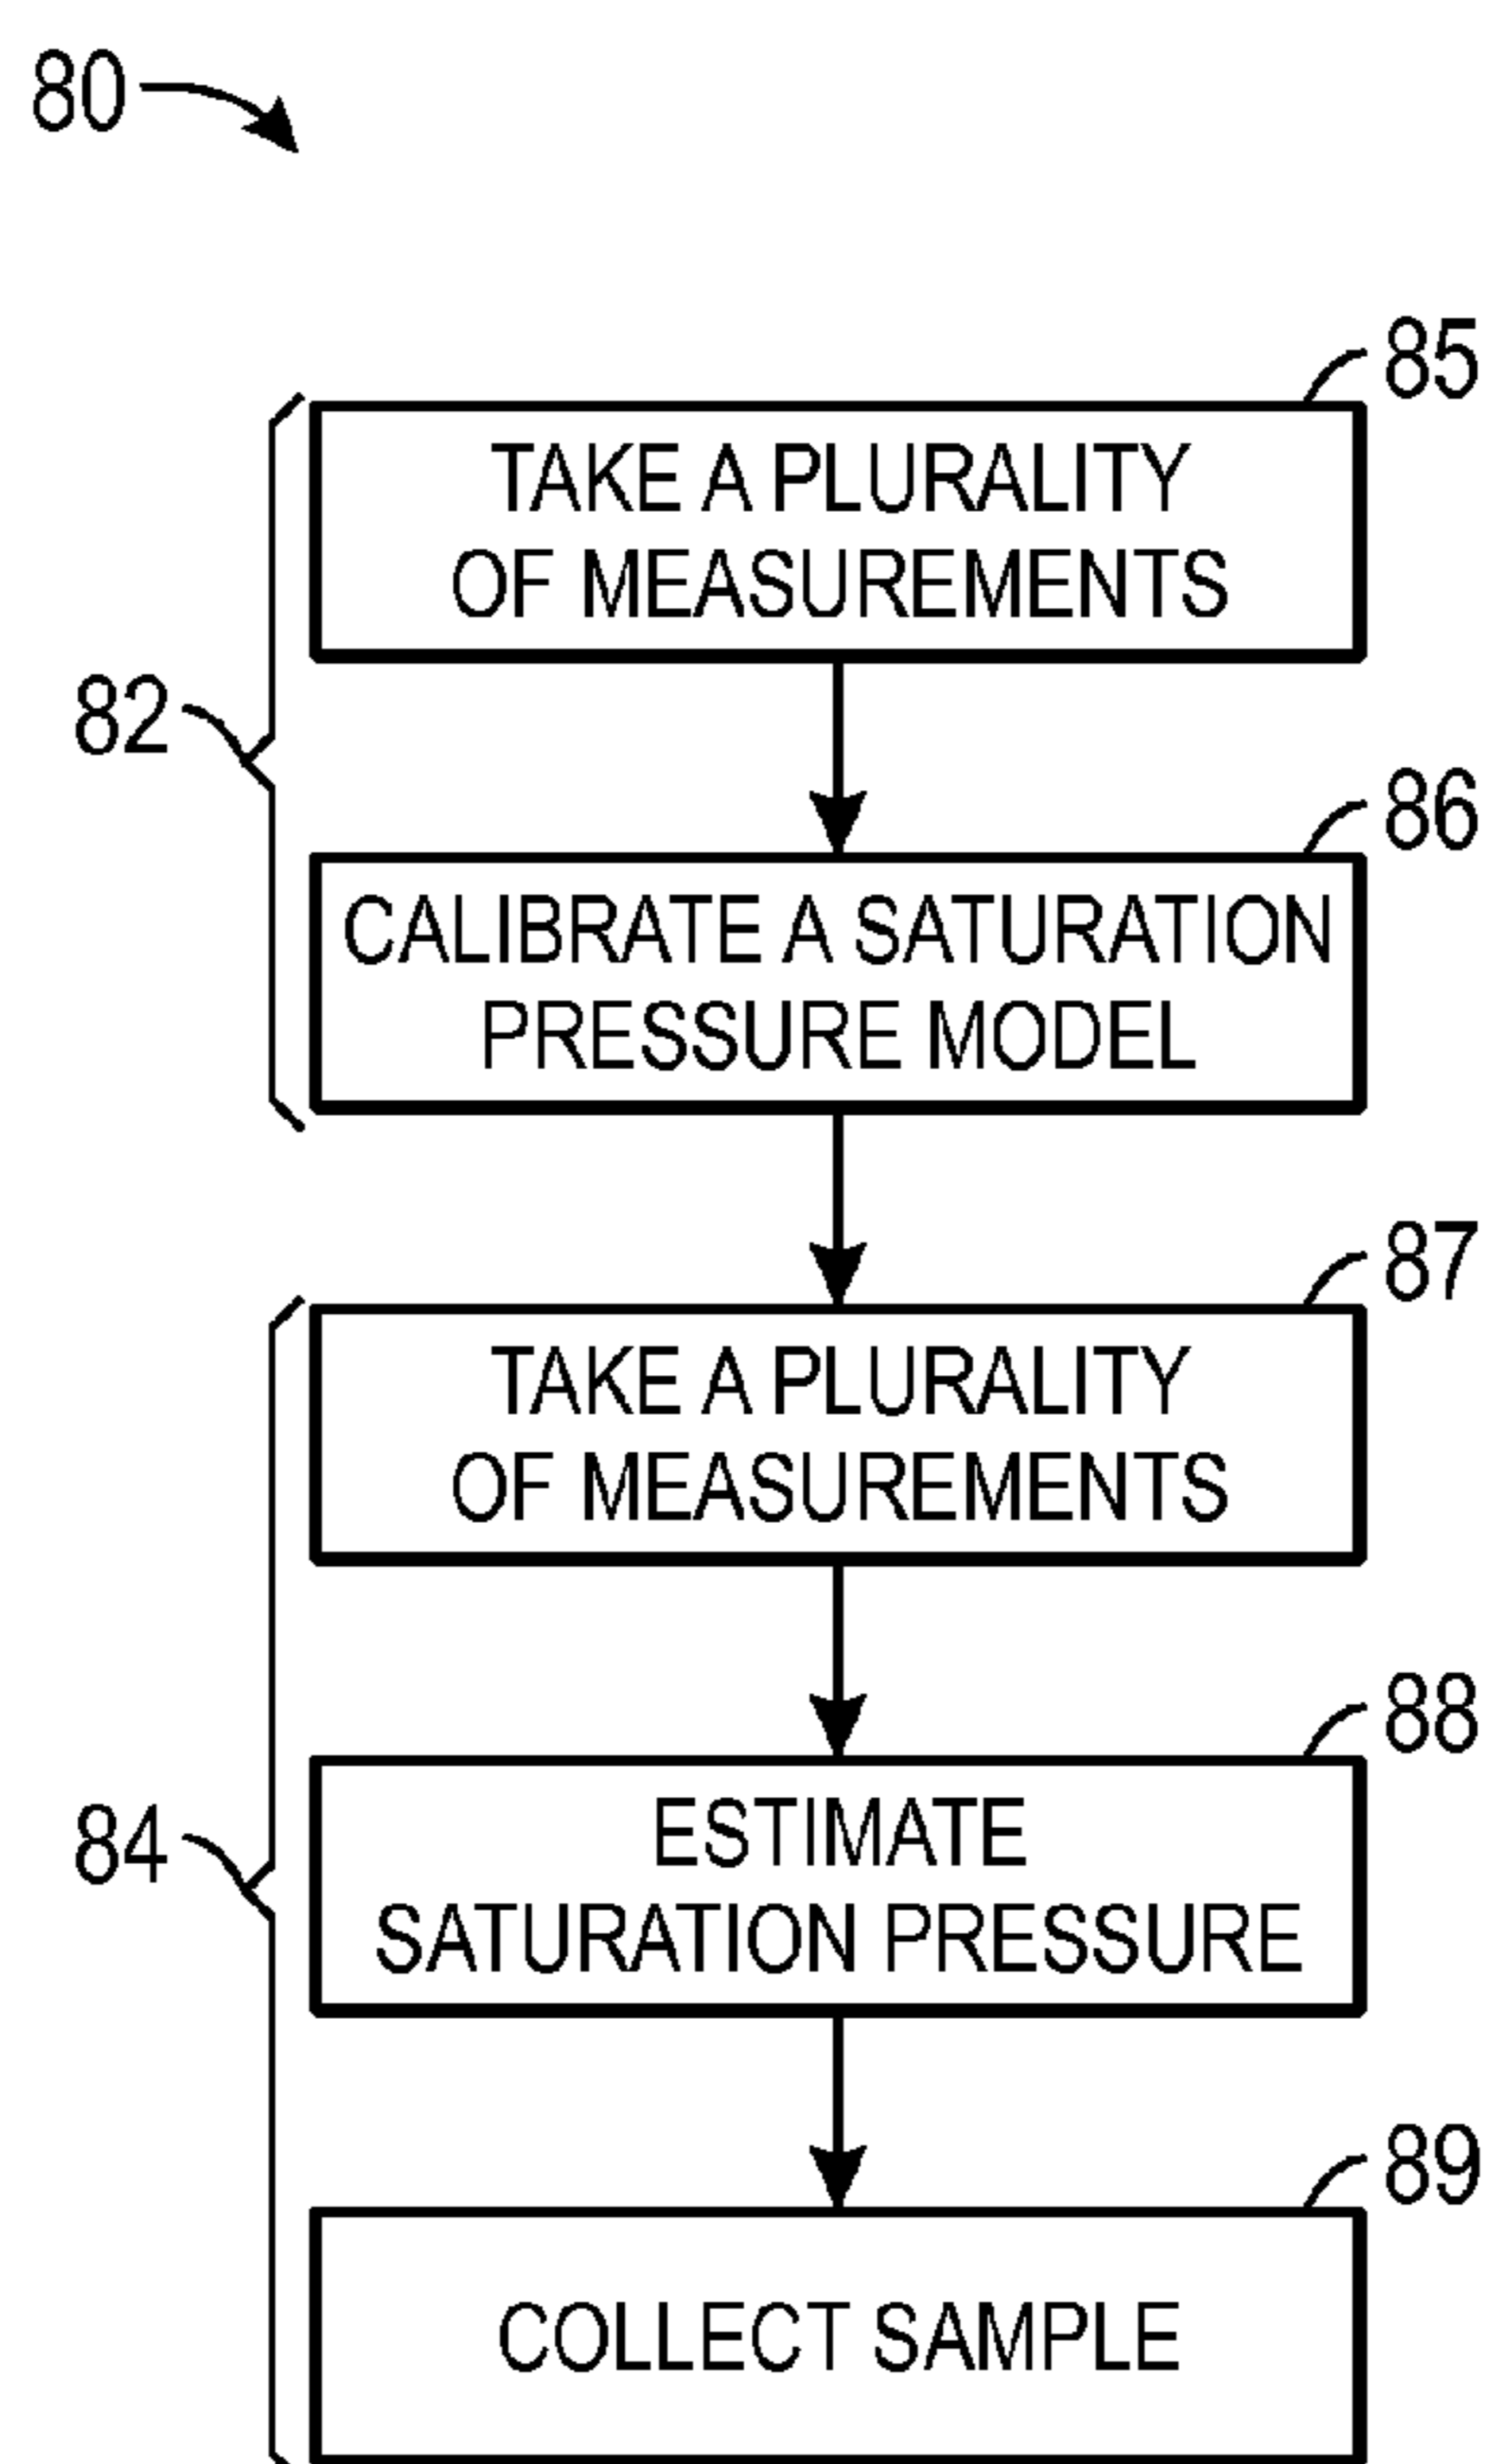 80
85
TAKE A PLURALITY
OF MEASUREMENTS
82
86
CALIBRATE A SATURATION
PRESSURE MODEL
87
TAKE A PLURALITY
OF MEASUREMENTS
88
ESTIMATE
SATURATION PRESSURE
84
89
COLLECT SAMPLE